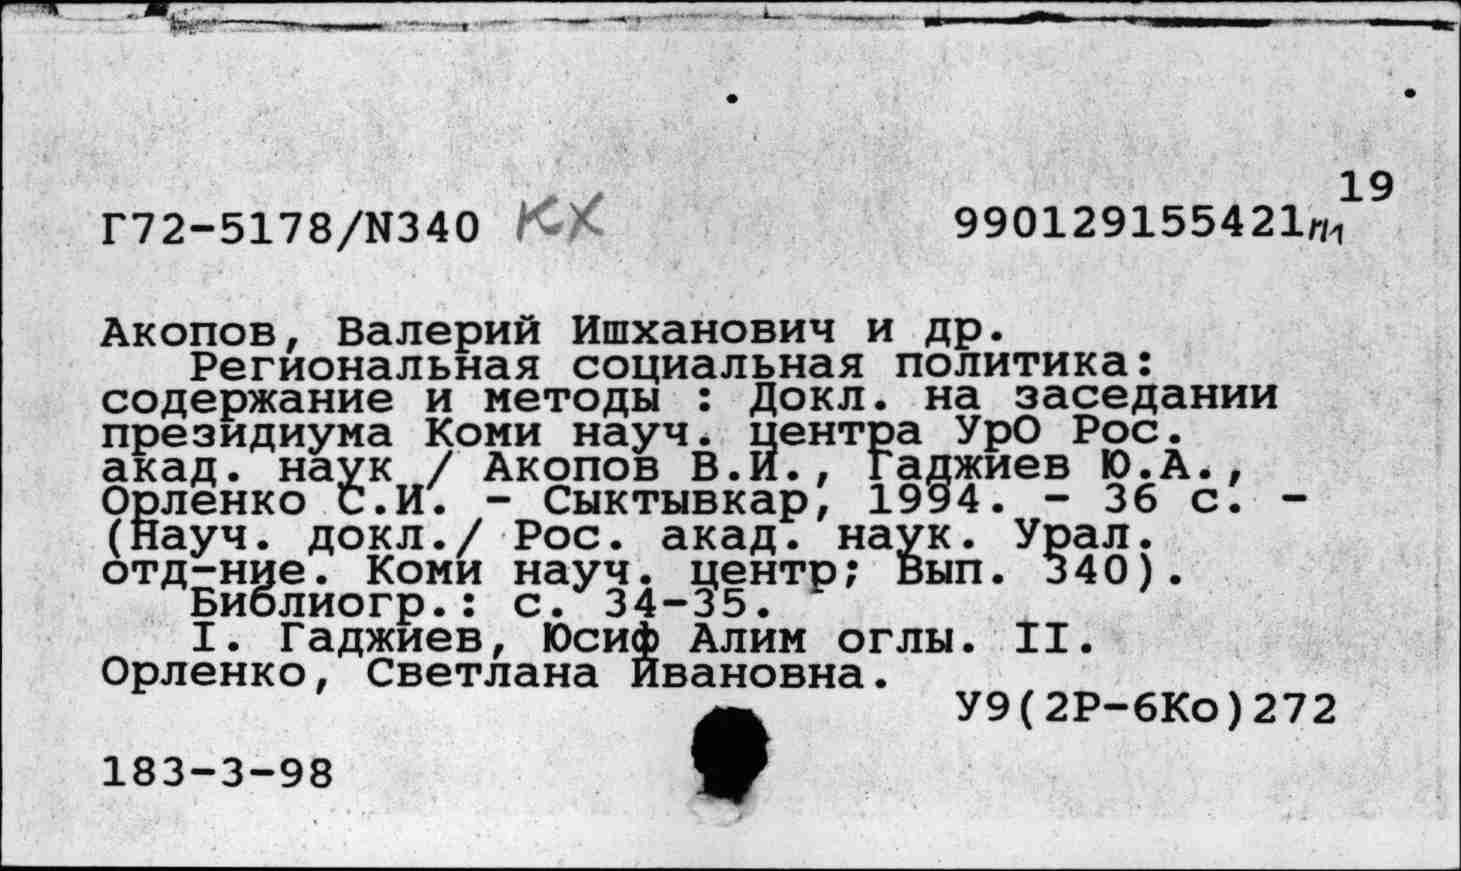 19
Г72-5178/N340 КХ 990129155421
Акопов, Валерий Ишханович и др.
Региональная социальная политика:
содержание и методы : Докл. на заседании
президиума Коми науч. центра УрО Рос.
акад. наук / Акопов В.И., Гаджиев Ю.А.,
Орленко С.И. - Сыктывкар, 1994. - 36 с. -
(Науч. докл./ Рос. акад. наук. Урал.
отд-ние. Коми науч. центр; Вып. 340).
Библиогр.: с. 34-35.
I. Гаджиев, Юсиф Алим оглы. II.
Орленко, Светлана Ивановна.
У9(2Р-6Ко)272
183-3-98